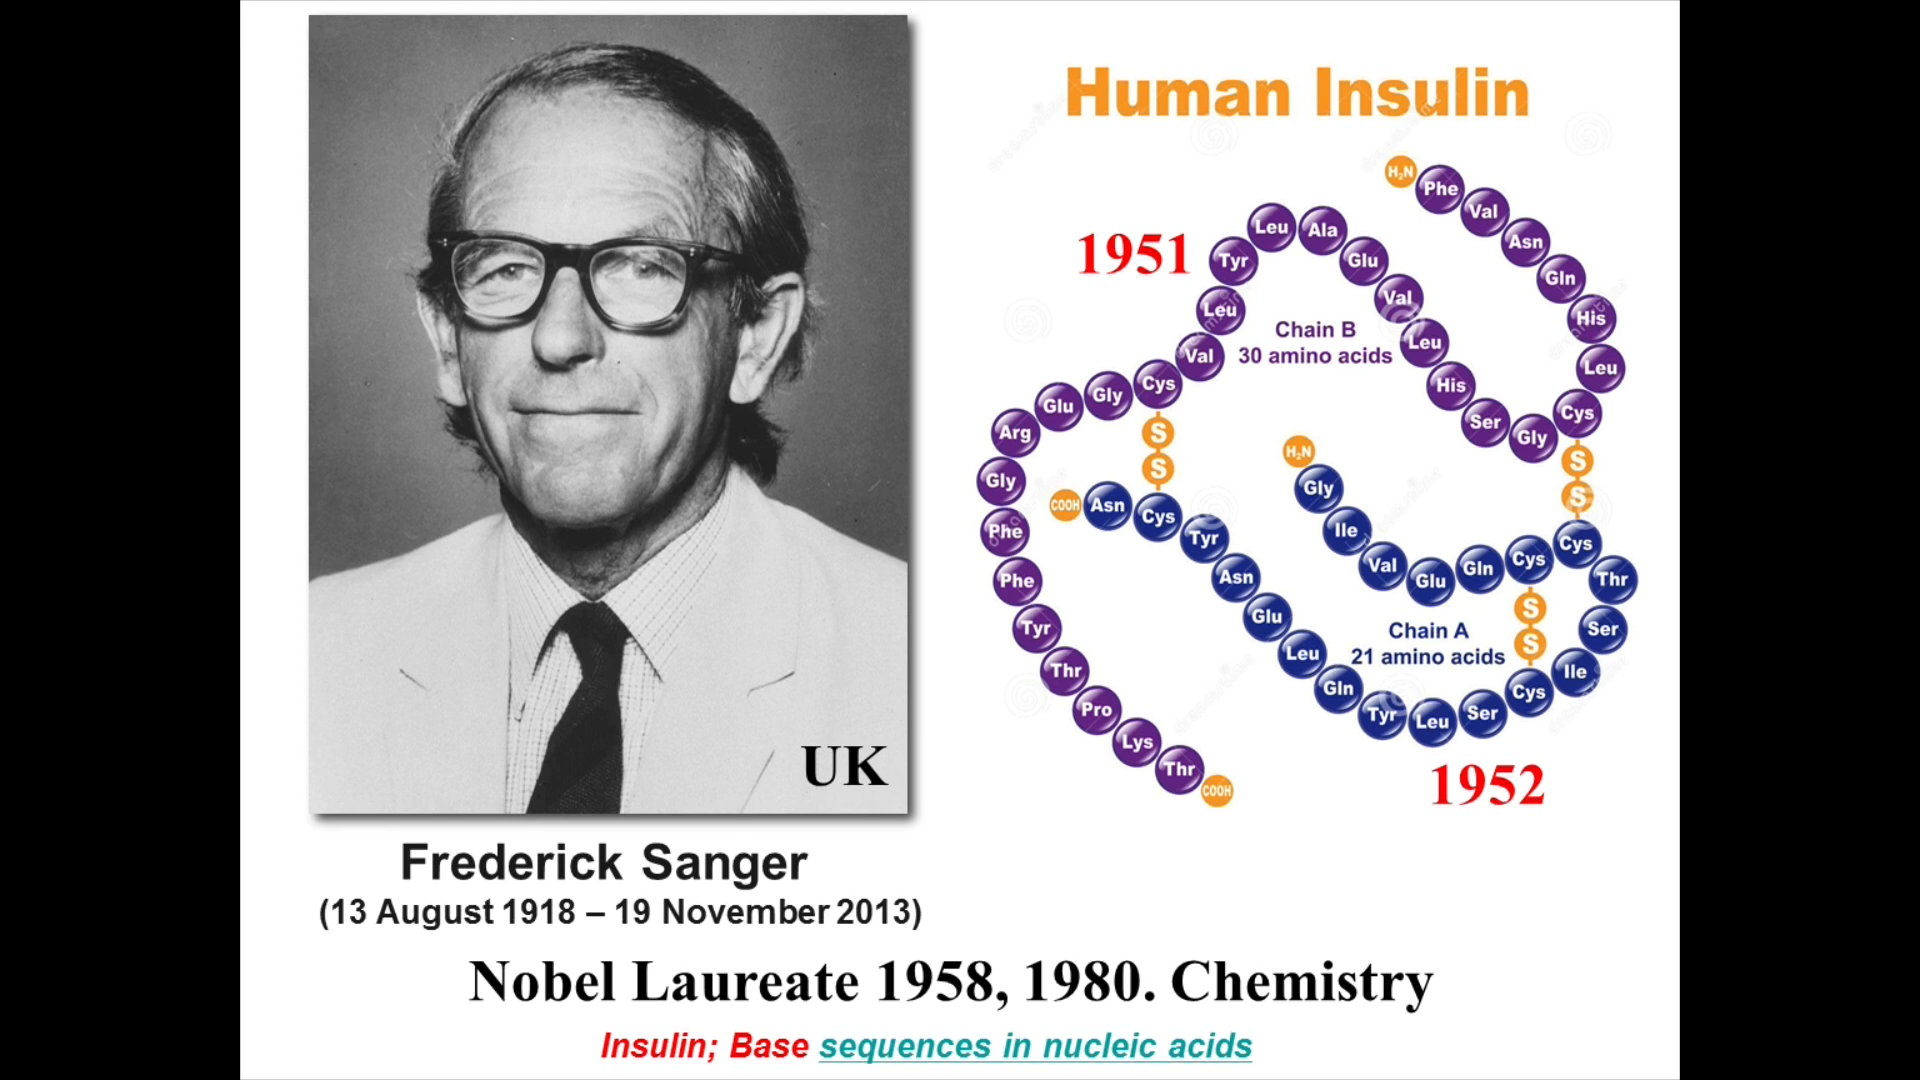 Human Insulin
1951
Chain B
30 amino acids
H₂N
Phe
Val
Asn
Gln
His
Leu
Cys
Gly
Ser
His
Leu
Val
Glu
Ala
Leu
Tyr
Leu
Val
Cys
Gly
Glu
Arg
Gly
Phe
Phe
Tyr
Thr
Pro
Lys
Thr
COOH
S
S
S
S
H₂N
Gly
Ile
Val
Glu
Gln
Cys
Cys
Thr
Ser
Ile
Cys
Ser
Leu
Tyr
Gln
Leu
Glu
Asn
Tyr
Cys
Asn
COOH
S
S
Chain A
21 amino acids
1952
UK
Frederick Sanger
(13 August 1918 – 19 November 2013)
Nobel Laureate 1958, 1980. Chemistry
Insulin; Base sequences in nucleic acids